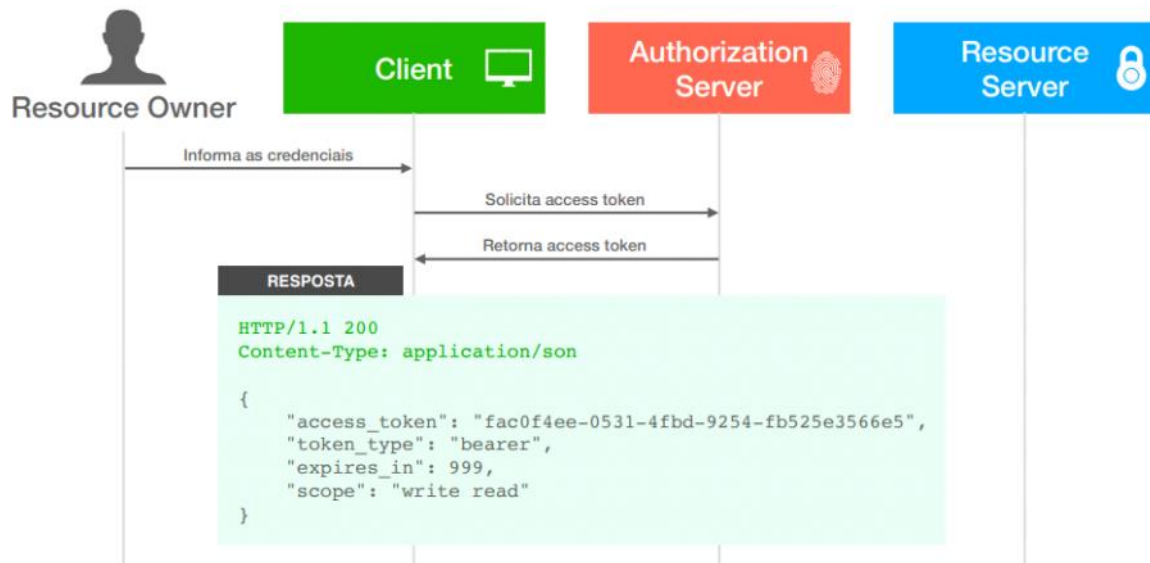 Resource Owner
Client
Authorization
Server
Resource
Server
Informa as credenciais
Solicita access token
Retorna access token
RESPOSTA
HTTP/1.1 200
Content-Type: application/son
{
"access_token": "fac0f4ee-0531-4fbd-9254-fb525e3566e5",
"token_type": "bearer",
"expires_in": 999,
"scope": "write read"
}